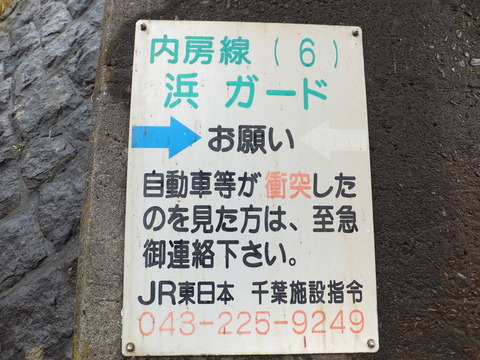 内房線(6)
浜 ガード
お願い
自動車等が衝突した
のを見た方は、至急
御連絡下さい。
JR東日本 千葉施設指令
043-225-9249